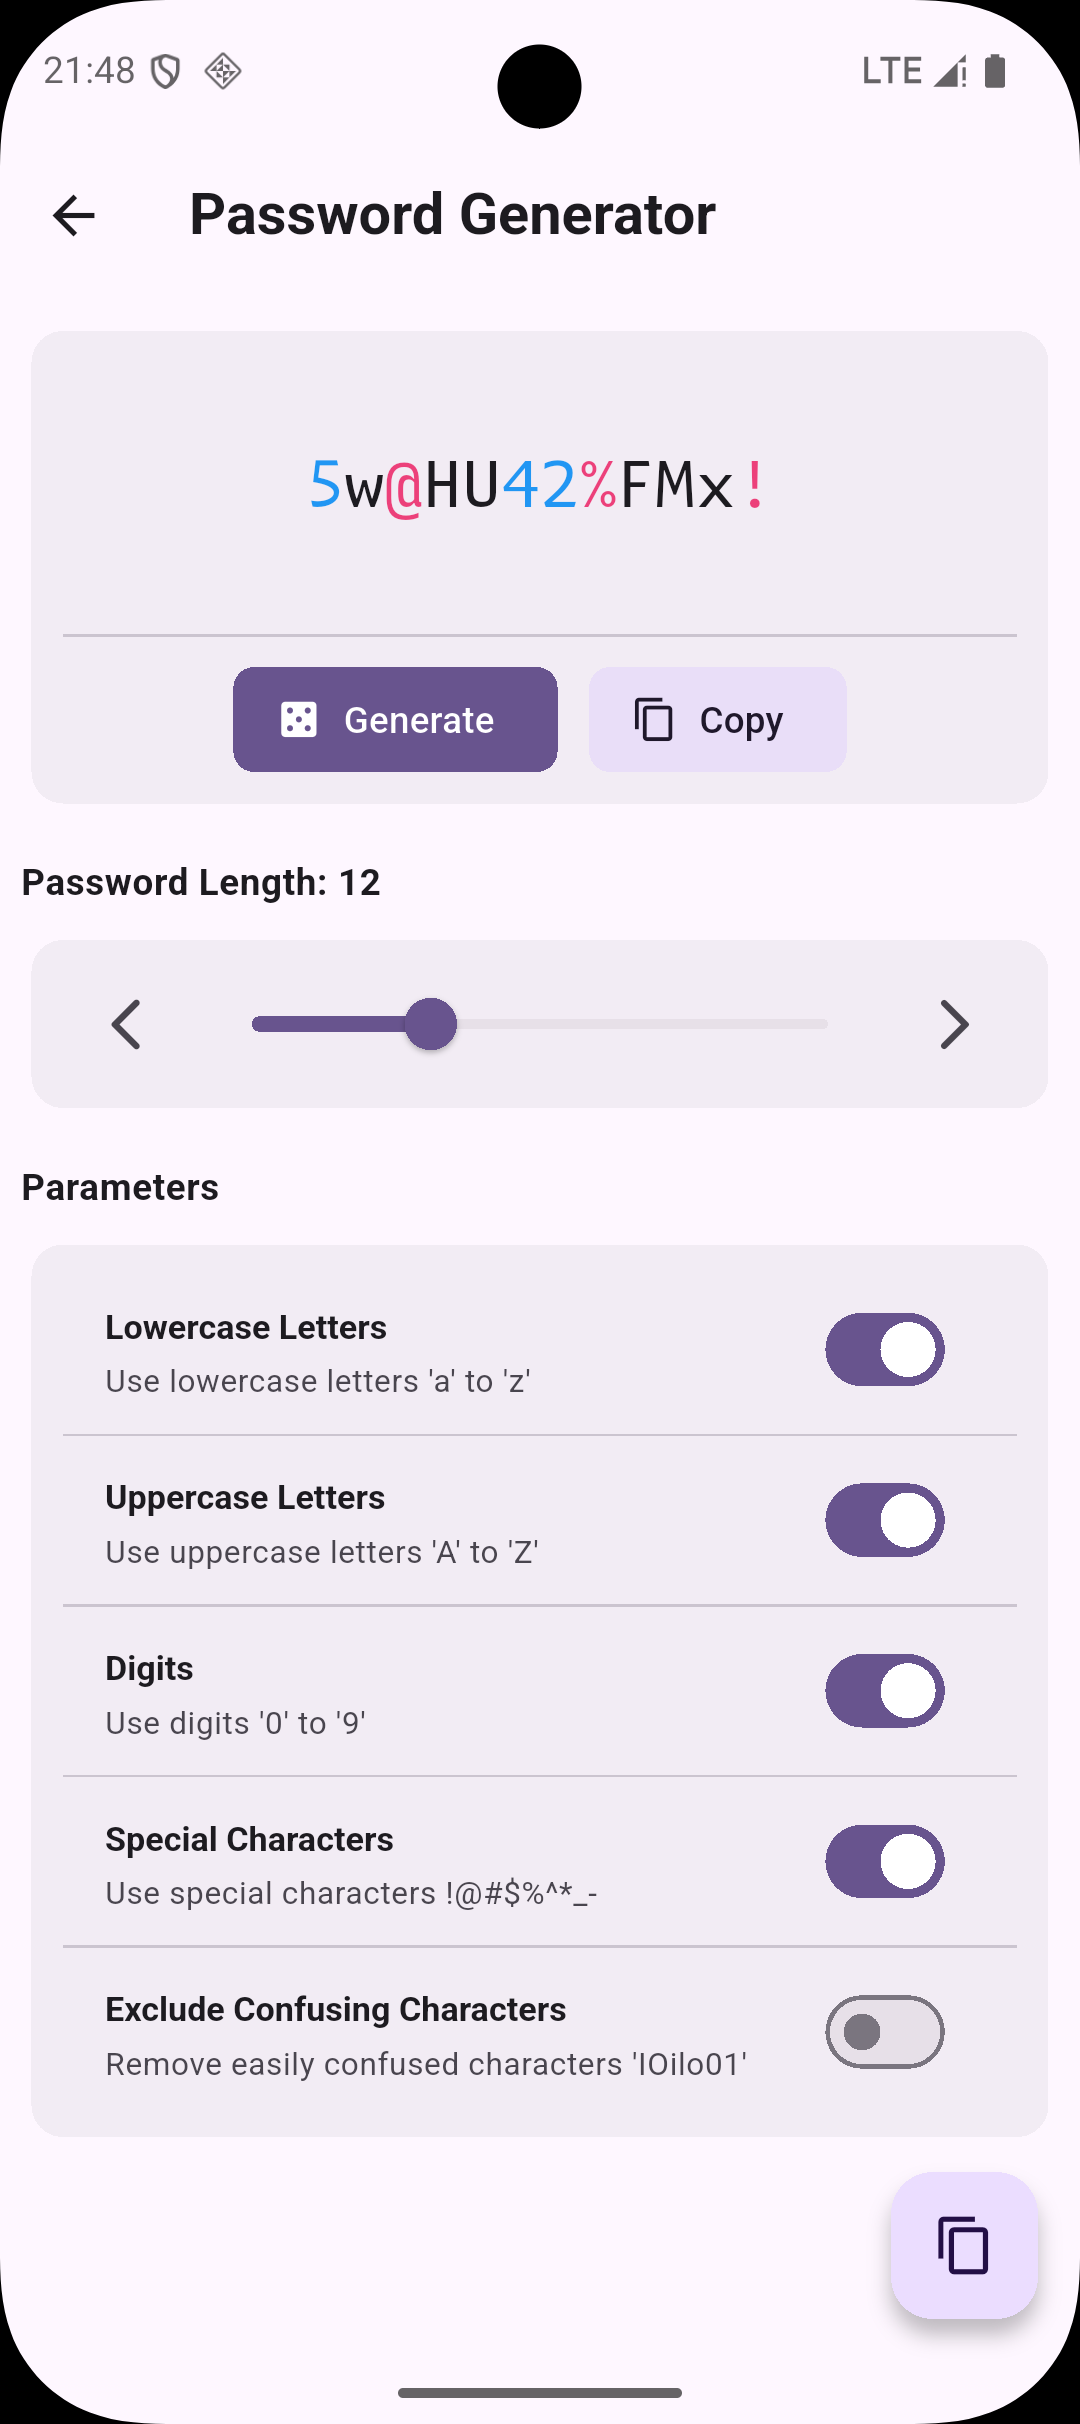 21:48 LTE
Password Generator
5w@HU42%FMx!
Generate Copy
Password Length: 12
Parameters
Lowercase Letters
Use lowercase letters 'a' to 'z'
Uppercase Letters
Use uppercase letters 'A' to 'Z'
Digits
Use digits '0' to '9'
Special Characters
Use special characters !@#$%^*_-
Exclude Confusing Characters
Remove easily confused characters 'IOilo01'